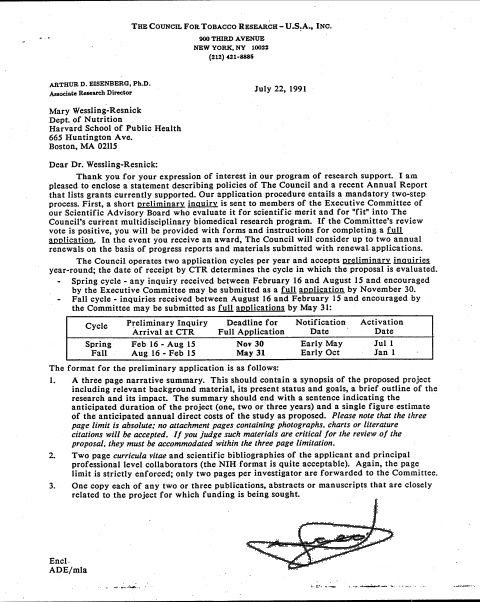 THE COUNCIL FOR TOBACCO RESEARCH – U.S.A., INC.
900 THIRD AVENUE
NEW YORK, NY 10022
(212) 421-8885
ARTHUR D. EISENBERG, Ph.D.
Associate Research Director
July 22, 1991
Mary Wessling-Resnick
Dept. of Nutrition
Harvard School of Public Health
665 Huntington Ave.
Boston, MA 02115
Dear Dr. Wessling-Resnick:
Thank you for your expression of interest in our program of research support. I am
pleased to enclose a statement describing policies of The Council and a recent Annual Report
that lists grants currently supported. Our application procedure entails a mandatory two-step
process. First, a short preliminary inquiry is sent to members of the Executive Committee of
our Scientific Advisory Board who evaluate it for scientific merit and for "fit" into The
Council's current multidisciplinary biomedical research program. If the Committee's review
vote is positive, you will be provided with forms and instructions for completing a full
application. In the event you receive an award, The Council will consider up to two annual
renewals on the basis of progress reports and materials submitted with renewal applications.
The Council operates two application cycles per year and accepts preliminary inquiries
year-round; the date of receipt by CTR determines the cycle in which the proposal is evaluated.
- Spring cycle - any inquiry received between February 16 and August 15 and encouraged
by the Executive Committee may be submitted as a full application by November 30.
- Fall cycle - inquiries received between August 16 and February 15 and encouraged by
the Committee may be submitted as full applications by May 31:
Cycle Preliminary Inquiry Deadline for Notification Activation
Arrival at CTR Full Application Date Date
Spring Feb 16 - Aug 15 Nov 30 Early May Jul 1
Fall Aug 16 - Feb 15 May 31 Early Oct Jan 1
The format for the preliminary application is as follows:
1. A three page narrative summary. This should contain a synopsis of the proposed project
including relevant background material, its present status and goals, a brief outline of the
research and its impact. The summary should end with a sentence indicating the
anticipated duration of the project (one, two or three years) and a single figure estimate
of the anticipated annual direct costs of the study as proposed. Please note that the three
page limit is absolute; no attachment pages containing photographs, charts or literature
citations will be accepted. If you judge such materials are critical for the review of the
proposal, they must be accommodated within the three page limitation.
2. Two page curricula vitae and scientific bibliographies of the applicant and principal
professional level collaborators (the NIH format is quite acceptable). Again, the page
limit is strictly enforced; only two pages per investigator are forwarded to the Committee.
3. One copy each of any two or three publications, abstracts or manuscripts that are closely
related to the project for which funding is being sought.
Encl
ADE/mla